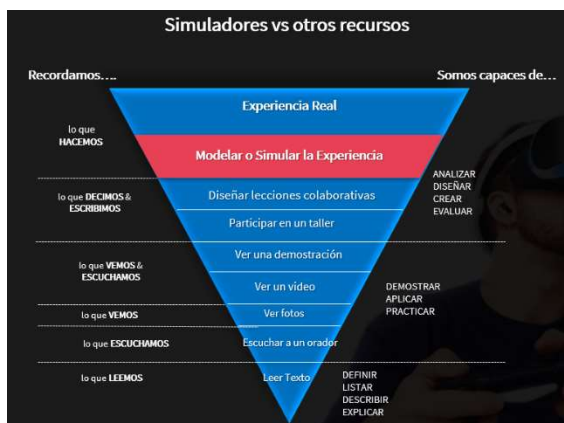 Simuladores vs otros recursos
Recordamos....
Somos capaces de...
Experiencia Real
lo que
HACEMOS
Modelar o Simular la Experiencia
ANALIZAR
DISEÑAR
CREAR
EVALUAR
lo que DECIMOS &
ESCRIBIMOS
Diseñar lecciones colaborativas
Participar en un taller
lo que VEMOS &
ESCUCHAMOS
Ver una demostración
Ver un video
DEMOSTRAR
APLICAR
PRACTICAR
lo que VEMOS
Ver fotos
lo que ESCUCHAMOS
Escuchar a un orador
lo que LEEMOS
Leer Texto
DEFINIR
LISTAR
DESCRIBIR
EXPLICAR